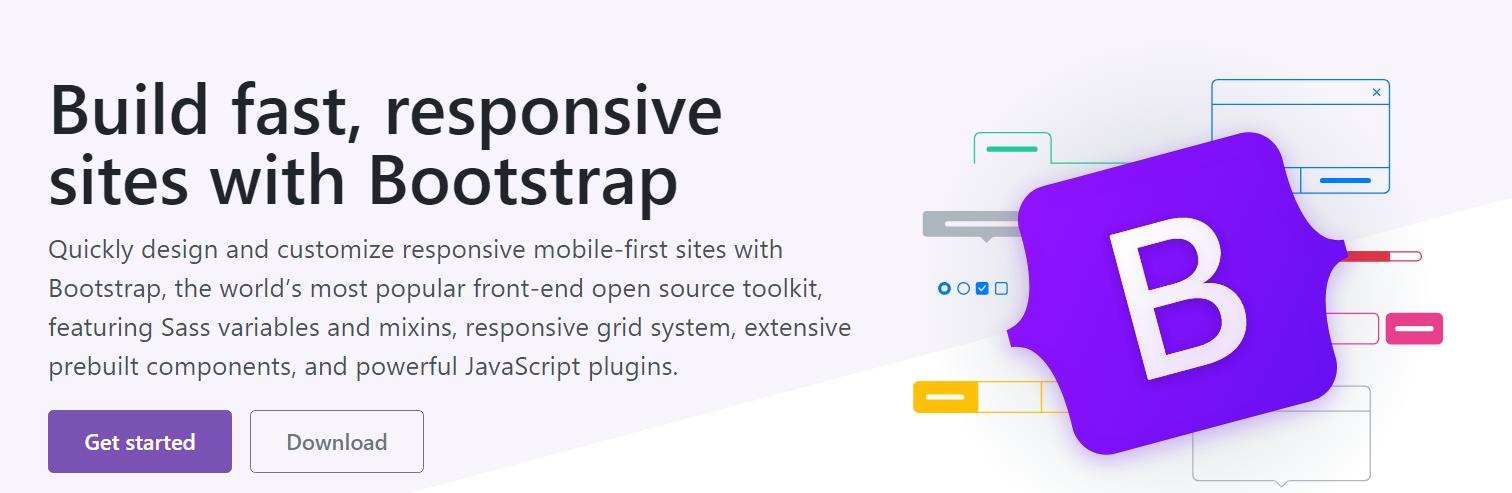 Build fast, responsive
sites with Bootstrap
Quickly design and customize responsive mobile-first sites with
Bootstrap, the world’s most popular front-end open source toolkit,
featuring Sass variables and mixins, responsive grid system, extensive
prebuilt components, and powerful JavaScript plugins.
Get started
Download
B